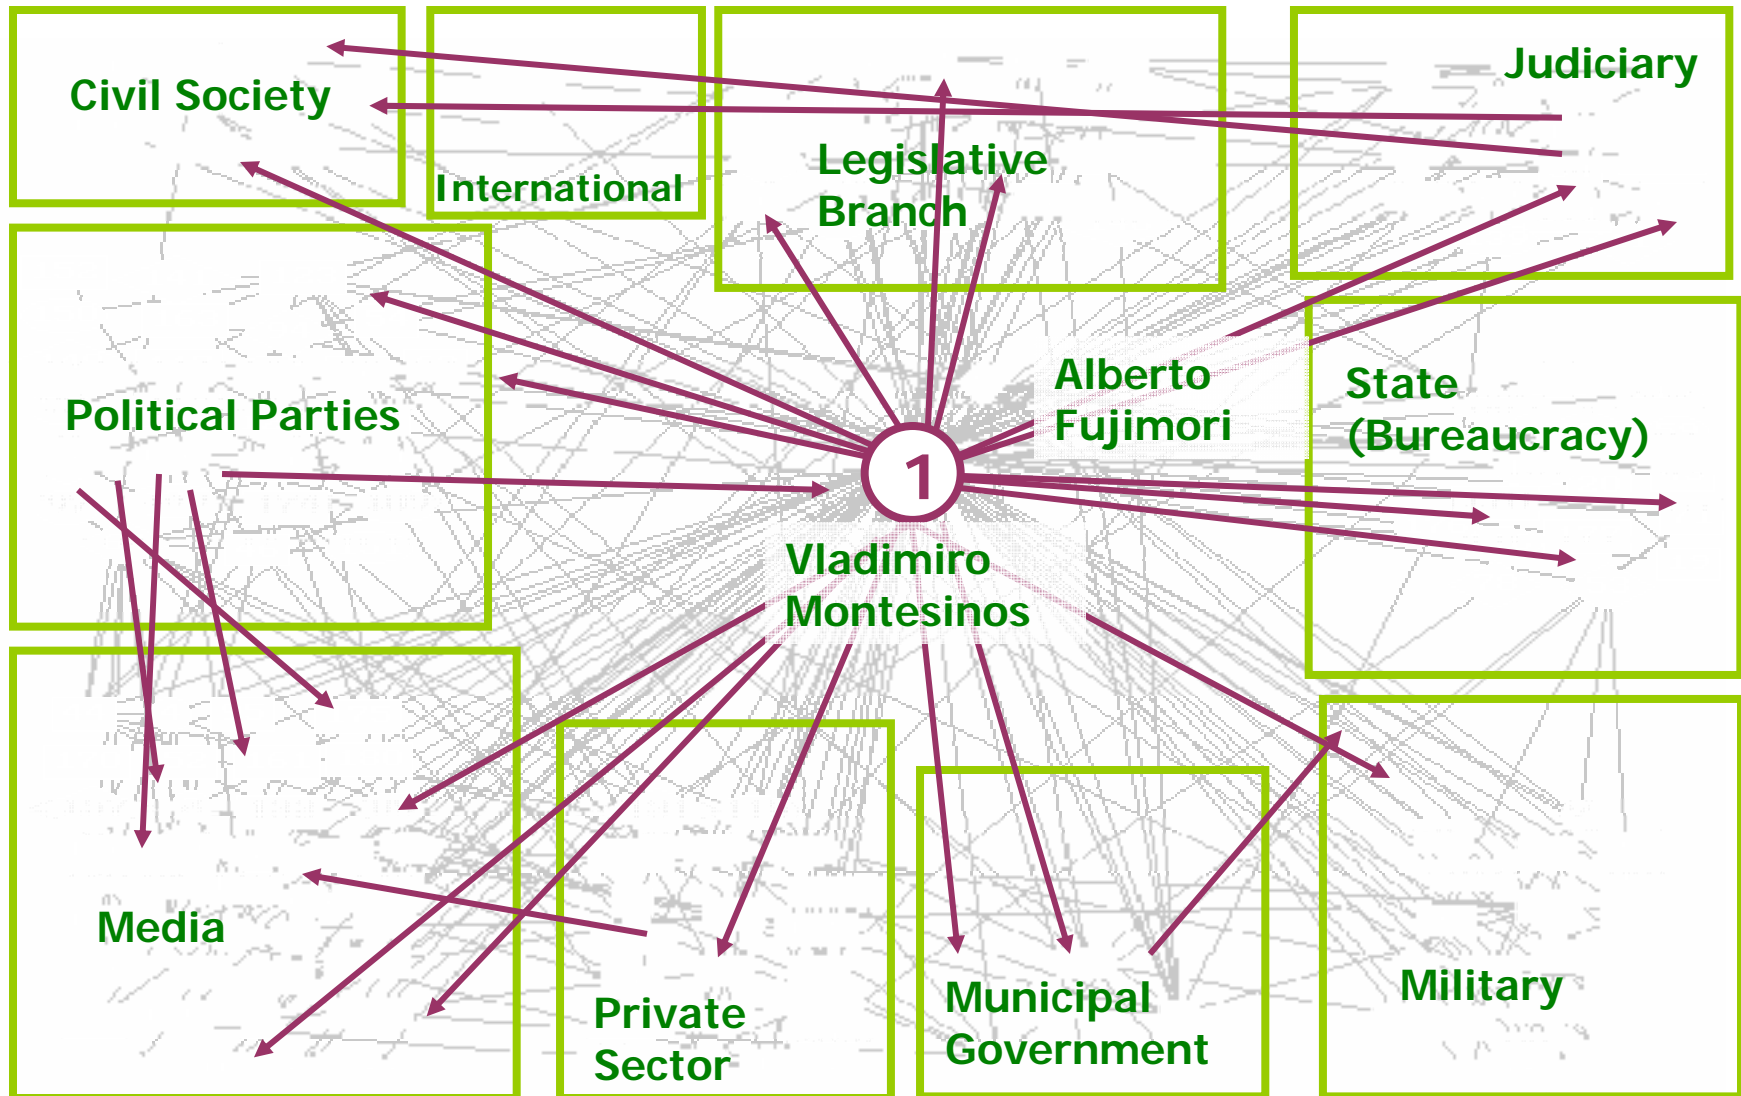 Civil Society
International
Legislative
Branch
Judiciary
Political Parties
Alberto
Fujimori
State
(Bureaucracy)
1
Vladimiro
Montesinos
Media
Private
Sector
Municipal
Government
Military